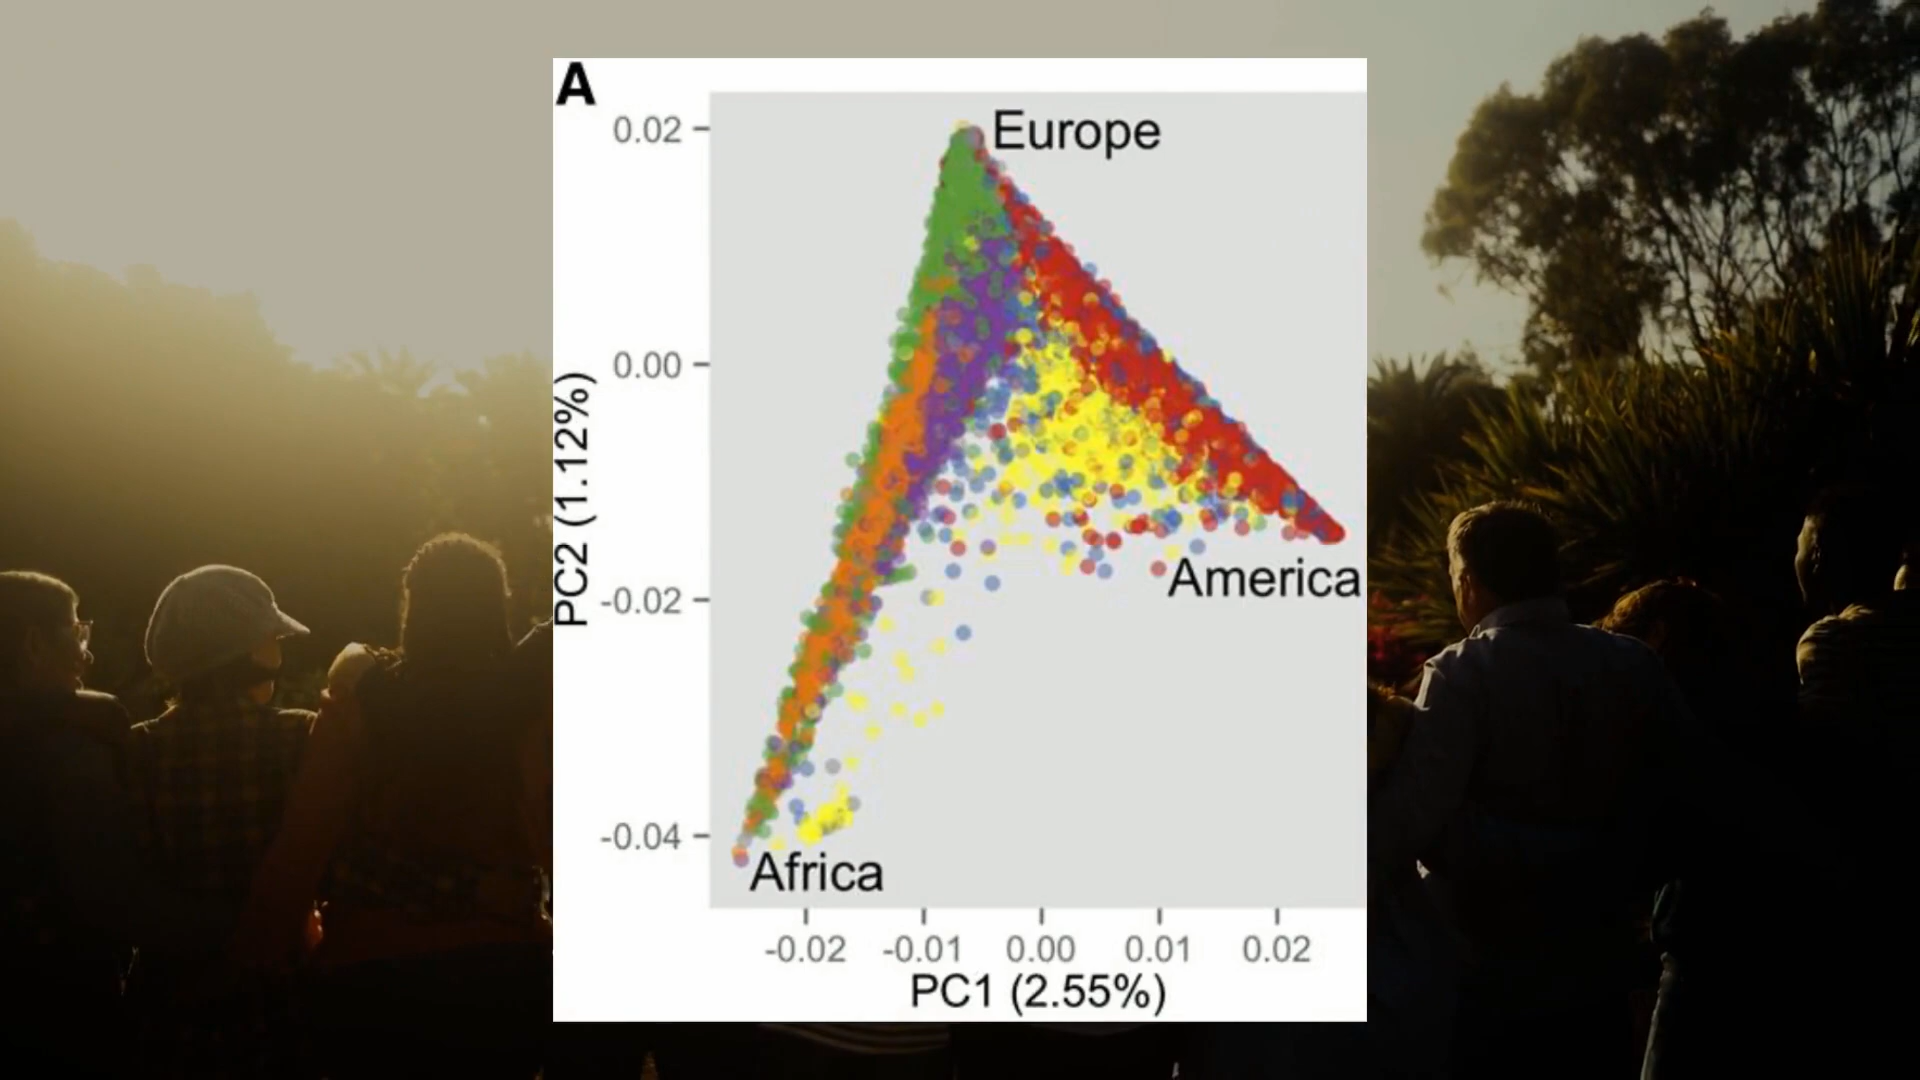 A
Europe
America
Africa
PC2 (1.12%)
0.02
0.00
-0.02
-0.04
-0.02 -0.01 0.00 0.01 0.02
PC1 (2.55%)